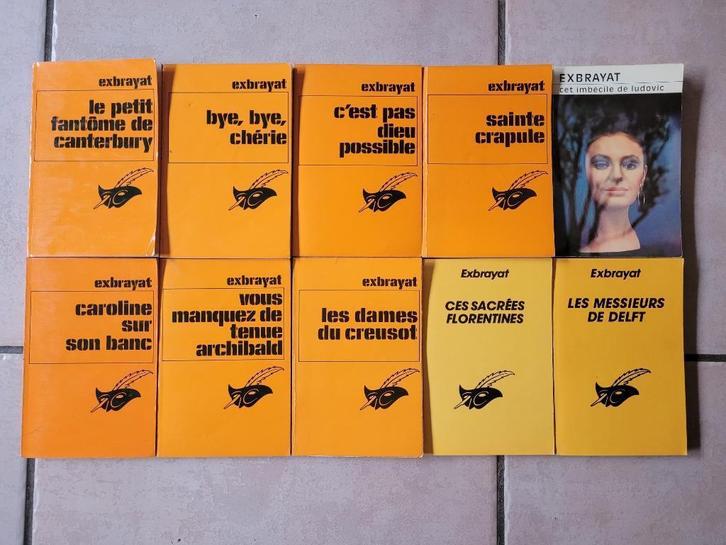 exbrayat
le petit
fantôme de
canterbury
exbrayat
bye, bye,
chérie
exbrayat
c'est pas
dieu
possible
exbrayat
sainte
crapule
EXBRAYAT
cet imbécile de ludovic
exbrayat
caroline
sur
son banc
exbrayat
vous
manquez de
tenue
archibald
exbrayat
les dames
du creusot
Exbrayat
CES SACRÉES
FLORENTINES
Exbrayat
LES MESSIEURS
DE DELFT